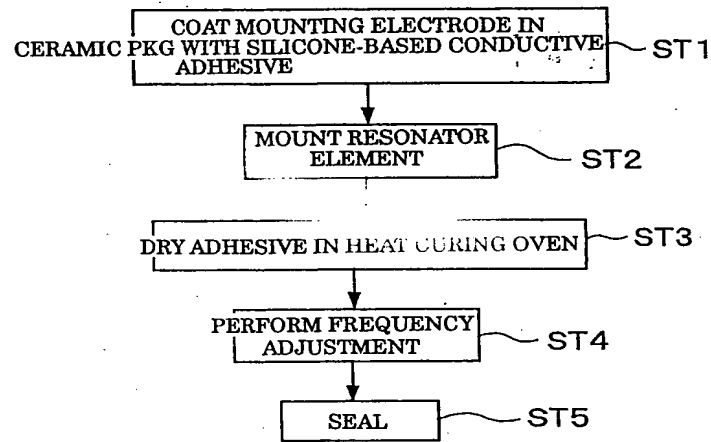 COAT MOUNTING ELECTRODE IN
CERAMIC PKG WITH SILICONE-BASED CONDUCTIVE
ADHESIVE
ST1
MOUNT RESONATOR
ELEMENT
ST2
DRY ADHESIVE IN HEAT CURING OVEN
ST3
PERFORM FREQUENCY
ADJUSTMENT
ST4
SEAL
ST5